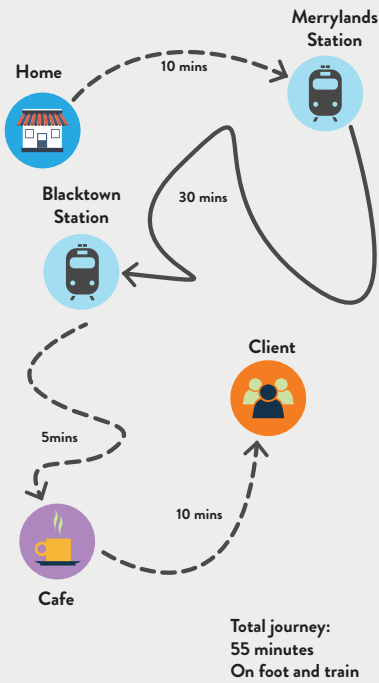 Merrylands
Station
10 mins
Home
Blacktown
Station
30 mins
Client
5mins
10 mins
Cafe
Total journey:
55 minutes
On foot and train